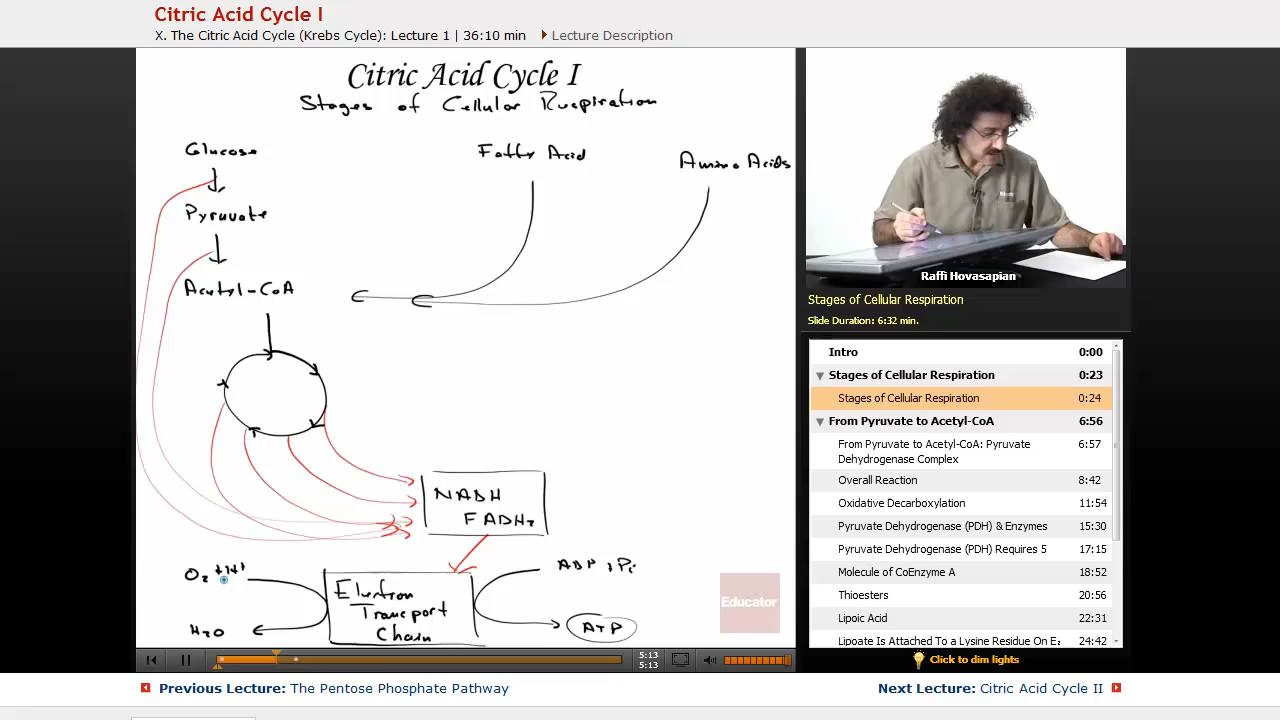 Citric Acid Cycle I
X. The Citric Acid Cycle (Krebs Cycle): Lecture 1 | 36:10 min
Lecture Description
Citric Acid Cycle I
Stages of Cellular Respiration
Glucose
Fatty Acid
Amino Acids
Pyruvate
Acetyl-CoA
NADH
FADH2
O2 + H+
ADP + Pi
Electron
Transport
Chain
H2O
ATP
Educator
Raffi Hovasapian
Stages of Cellular Respiration
Slide Duration: 6:32 min.
Intro 0:00
Stages of Cellular Respiration 0:23
Stages of Cellular Respiration 0:24
From Pyruvate to Acetyl-CoA 6:56
From Pyruvate to Acetyl-CoA: Pyruvate 6:57
Dehydrogenase Complex
Overall Reaction 8:42
Oxidative Decarboxylation 11:54
Pyruvate Dehydrogenase (PDH) & Enzymes 15:30
Pyruvate Dehydrogenase (PDH) Requires 5 17:15
Molecule of CoEnzyme A 18:52
Thioesters 20:56
Lipoic Acid 22:31
Lipoate Is Attached To a Lysine Residue On E 24:42
5:13
5:13
Click to dim lights
Previous Lecture: The Pentose Phosphate Pathway
Next Lecture: Citric Acid Cycle II